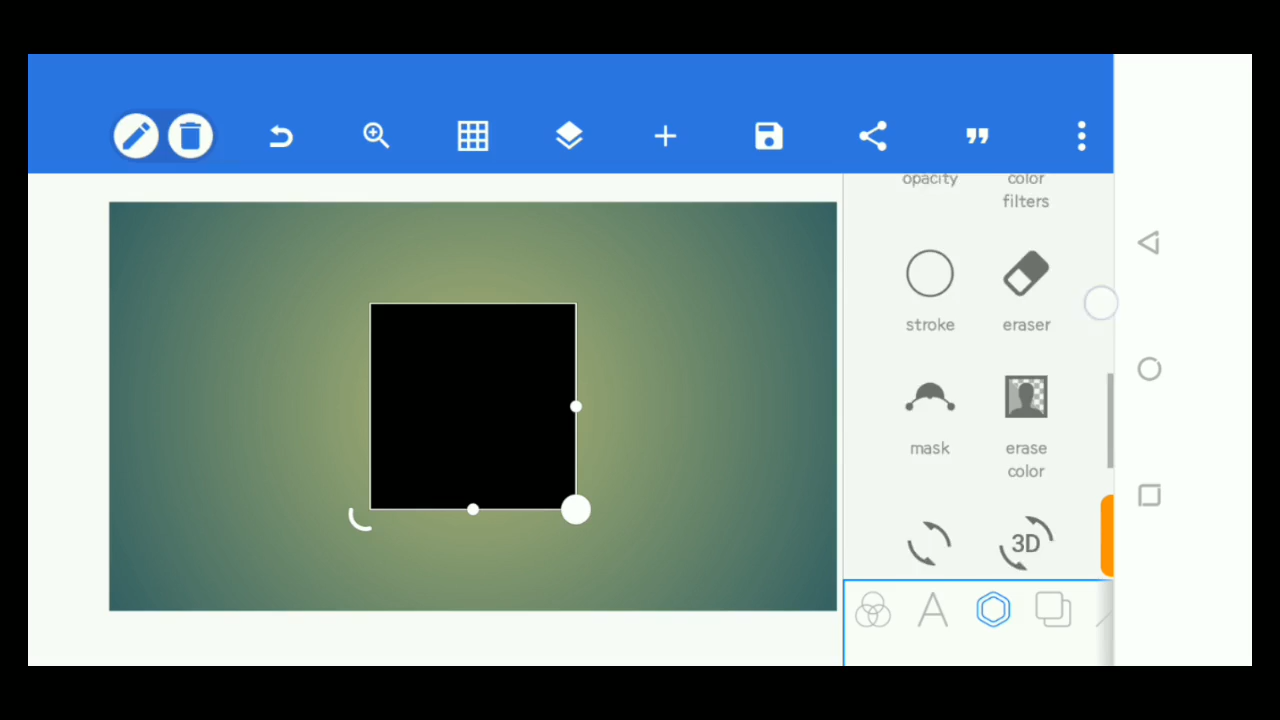 opacity
color
filters
stroke
eraser
mask
erase
color
3D